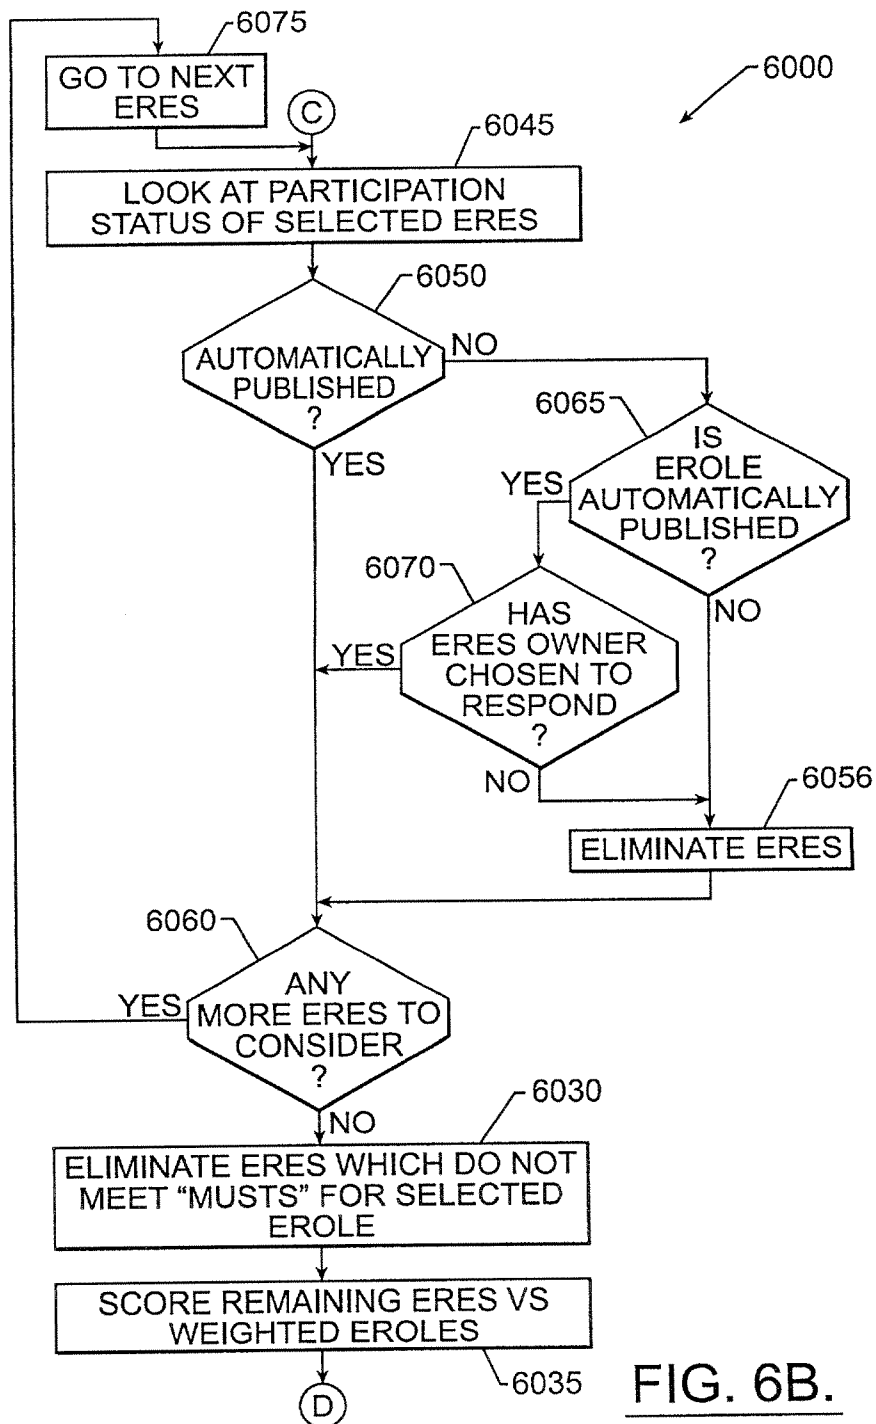 6075
GO TO NEXT
ERES
C
6000
6045
LOOK AT PARTICIPATION
STATUS OF SELECTED ERES
6050
AUTOMATICALLY
PUBLISHED
?
NO
YES
6065
IS
EROLE
AUTOMATICALLY
PUBLISHED
?
YES
NO
6070
HAS
ERES OWNER
CHOSEN TO
RESPOND
?
YES
NO
6056
ELIMINATE ERES
6060
ANY
MORE ERES TO
CONSIDER
?
YES
NO
6030
ELIMINATE ERES WHICH DO NOT
MEET “MUSTS” FOR SELECTED
EROLE
SCORE REMAINING ERES VS
WEIGHTED EROLES
6035
D
FIG. 6B.